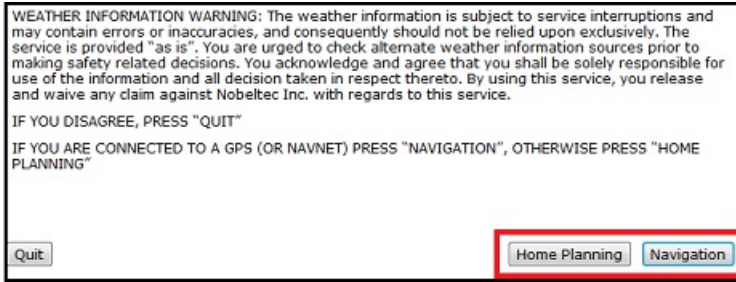 WEATHER INFORMATION WARNING: The weather information is subject to service interruptions and
may contain errors or inaccuracies, and consequently should not be relied upon exclusively. The
service is provided "as is". You are urged to check alternate weather information sources prior to
making safety related decisions. You acknowledge and agree that you shall be solely responsible for
use of the information and all decision taken in respect thereto. By using this service, you release
and waive any claim against Nobeltec Inc. with regards to this service.
IF YOU DISAGREE, PRESS "QUIT"
IF YOU ARE CONNECTED TO A GPS (OR NAVNET) PRESS "NAVIGATION", OTHERWISE PRESS "HOME
PLANNING"
Quit Home Planning Navigation